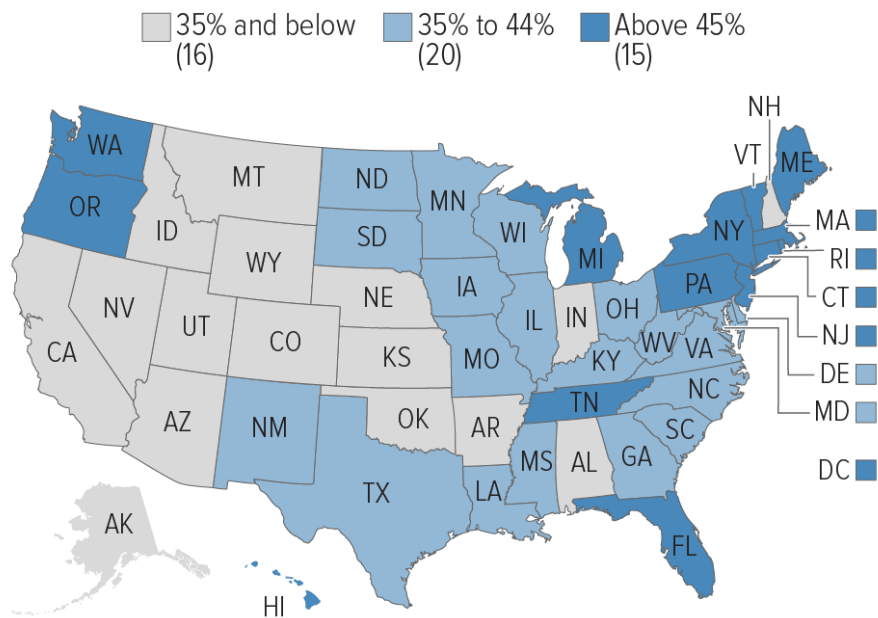 35% and below
(16)
35% to 44%
(20)
Above 45%
(15)
NH
VT
ME
WA
MT
ND
MN
OR
ID
SD
WI
MI
NY
MA
WY
RI
PA
CT
IA
NE
NV
UT
CO
IL
IN
OH
NJ
CA
KS
MO
WV
VA
KY
DE
NC
TN
MD
AZ
NM
OK
AR
SC
MS
AL
GA
DC
TX
LA
AK
FL
HI